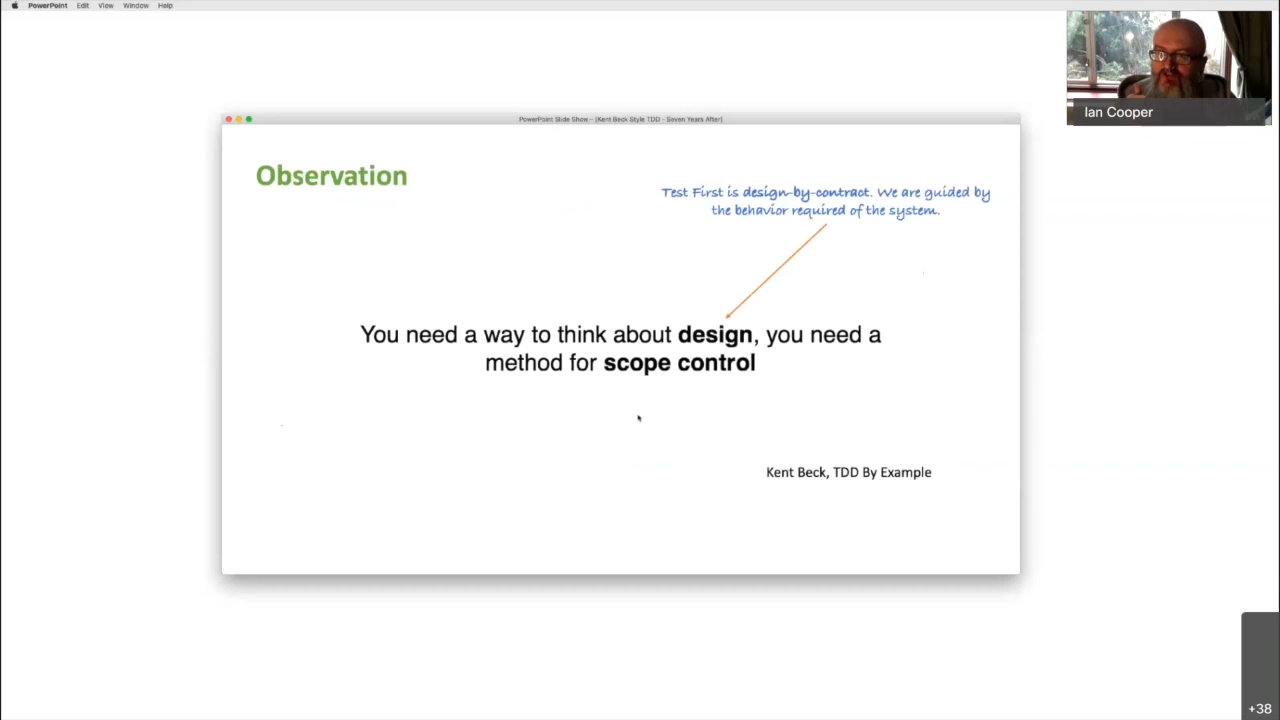 PowerPoint Edit View Window Help
Ian Cooper
PowerPoint Slide Show - [Kent Beck Style TDD - Seven Years After]
Observation
Test First is design-by-contract. We are guided by
the behavior required of the system.
You need a way to think about design, you need a
method for scope control
Kent Beck, TDD By Example
+38